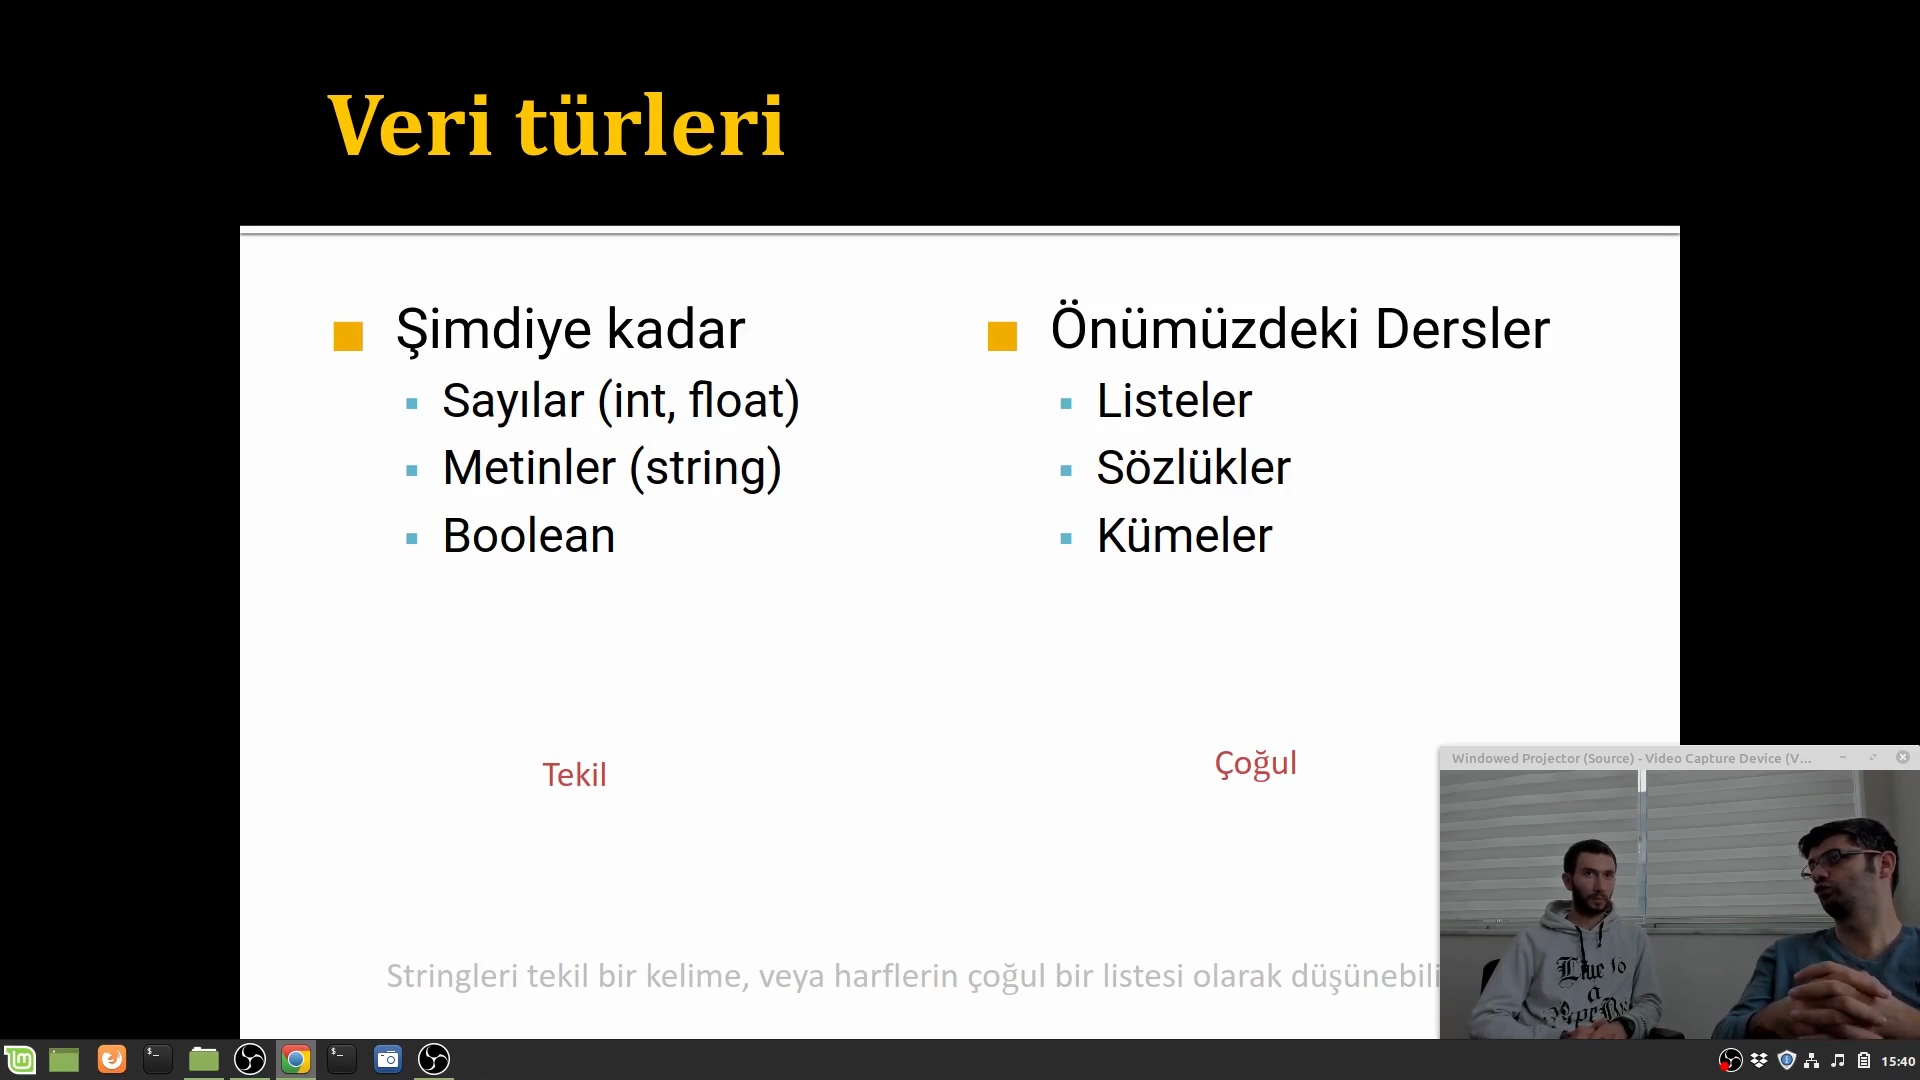 Veri türleri
Şimdiye kadar
Sayılar (int, float)
Metinler (string)
Boolean
Tekil
Önümüzdeki Dersler
Listeler
Sözlükler
Kümeler
Çoğul
Stringleri tekil bir kelime, veya harflerin çoğul bir listesi olarak düşünebili
Windowed Projector (Source) - Video Capture Device (V...
15:40